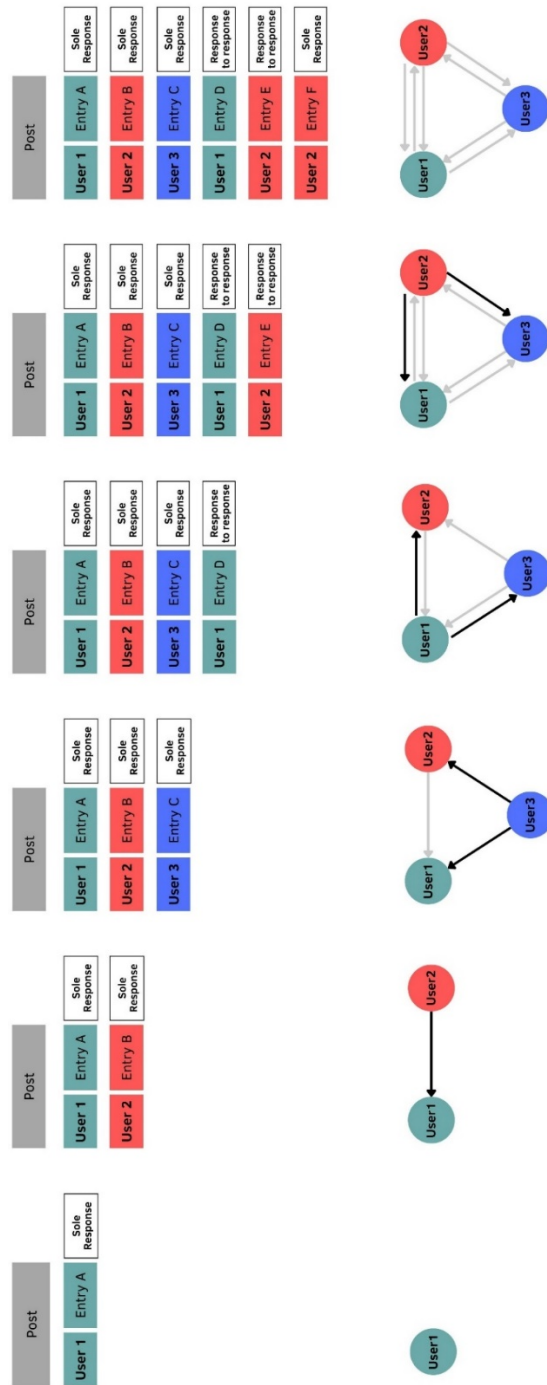 Post
User 1 Entry A Sole Response
User1
Post
User 1 Entry A Sole Response
User 2 Entry B Sole Response
User1 User2
Post
User 1 Entry A Sole Response
User 2 Entry B Sole Response
User 3 Entry C Sole Response
User1 User2
User3
Post
User 1 Entry A Sole Response
User 2 Entry B Sole Response
User 3 Entry C Sole Response
User 1 Entry D Response to response
User1 User2
User3
Post
User 1 Entry A Sole Response
User 2 Entry B Sole Response
User 3 Entry C Sole Response
User 1 Entry D Response to response
User 2 Entry E Response to response
User1 User2
User3
Post
User 1 Entry A Sole Response
User 2 Entry B Sole Response
User 3 Entry C Sole Response
User 1 Entry D Response to response
User 2 Entry E Response to response
User 2 Entry F Sole Response
User1 User2
User3